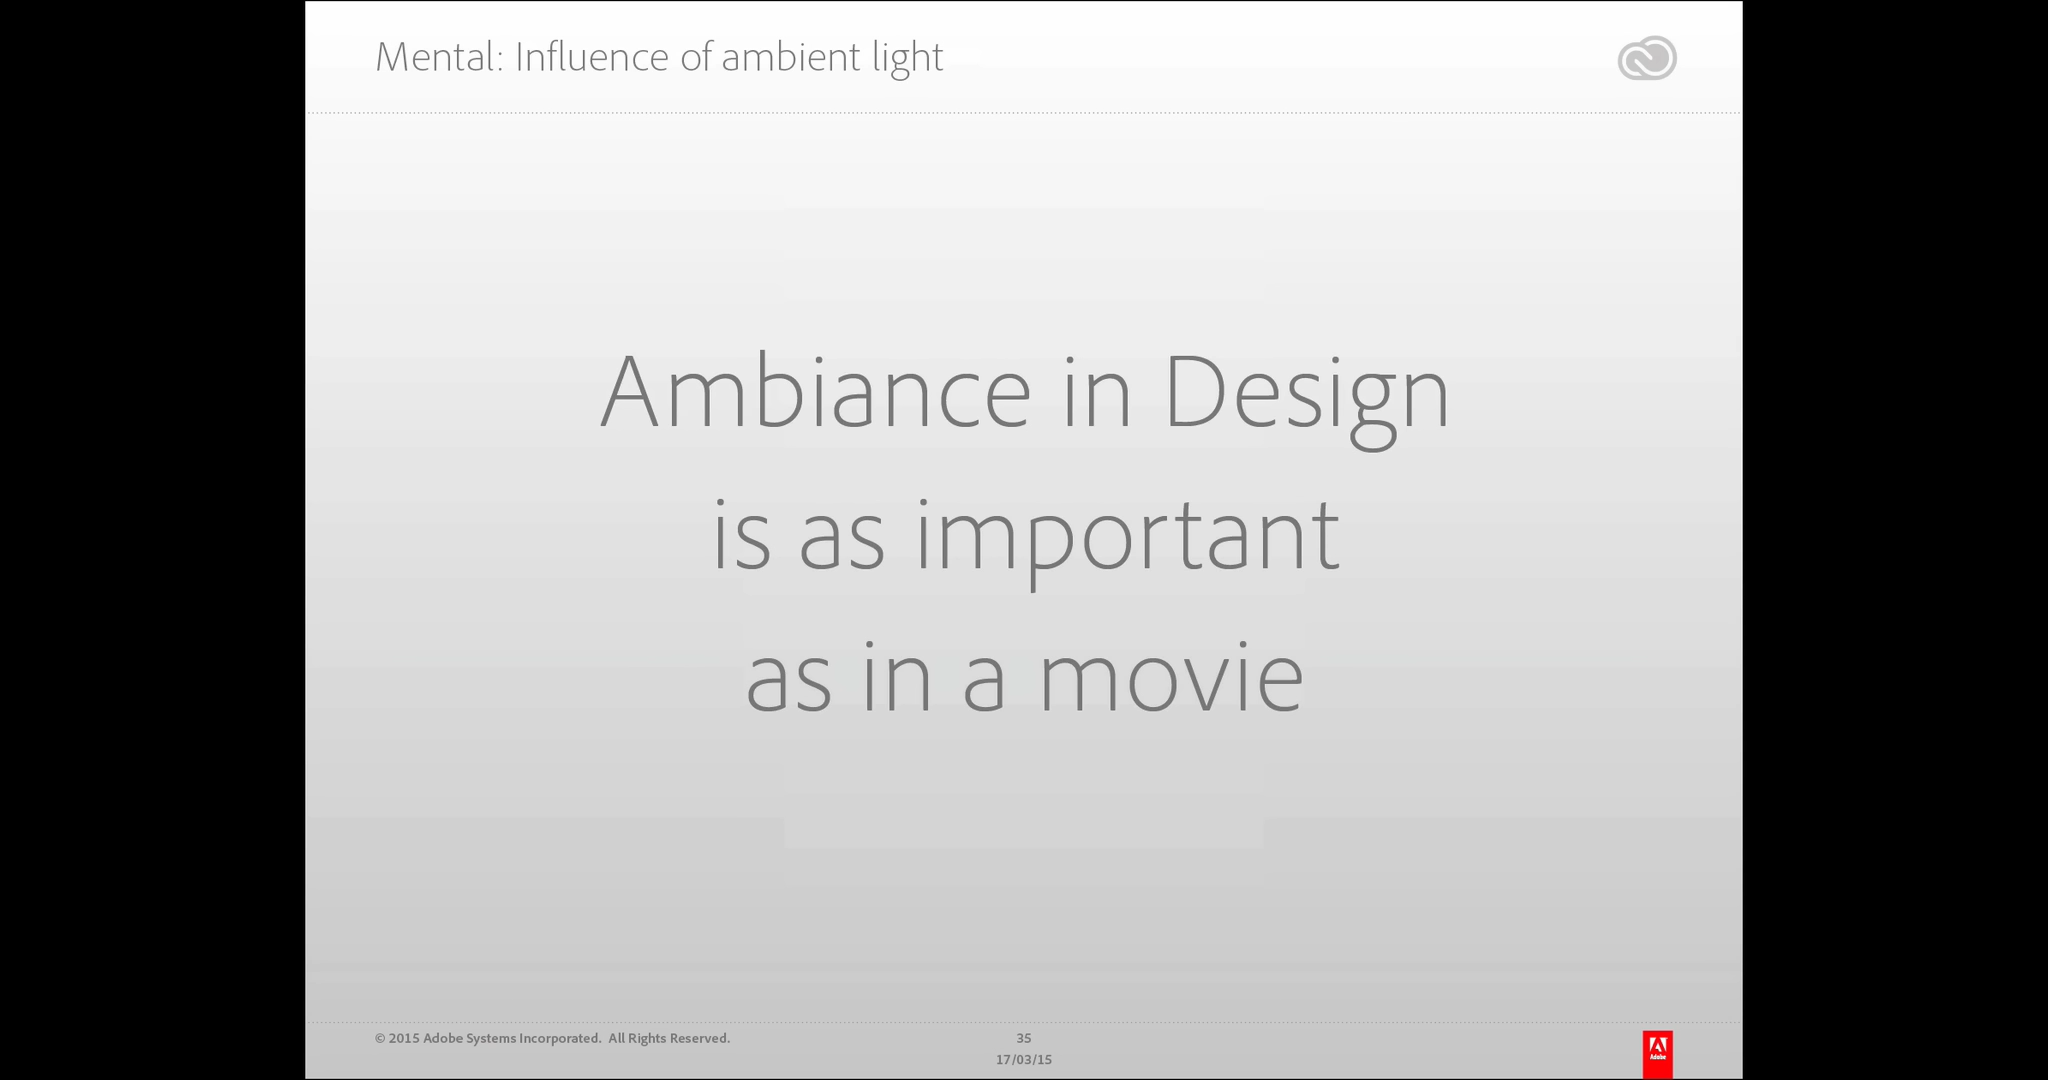 Mental: Influence of ambient light
Ambiance in Design
is as important
as in a movie
© 2015 Adobe Systems Incorporated. All Rights Reserved.
35
17/03/15
Adobe